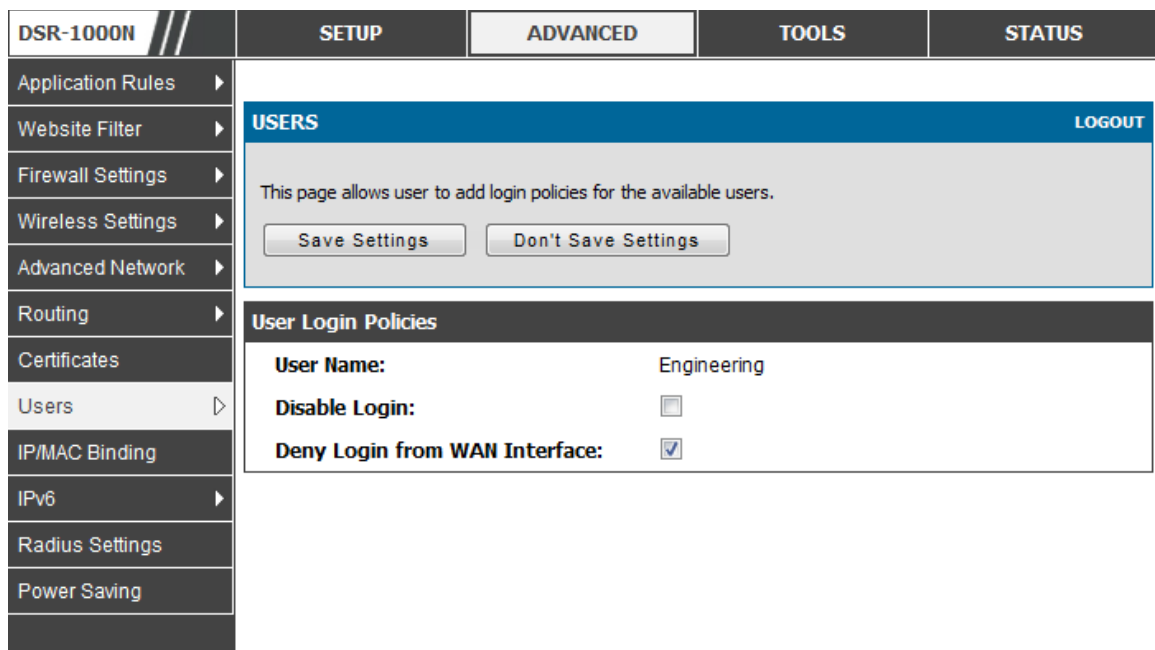 DSR-1000N SETUP ADVANCED TOOLS STATUS
Application Rules
Website Filter
Firewall Settings
Wireless Settings
Advanced Network
Routing
Certificates
Users
IP/MAC Binding
IPv6
Radius Settings
Power Saving
USERS LOGOUT
This page allows user to add login policies for the available users.
Save Settings Don't Save Settings
User Login Policies
User Name: Engineering
Disable Login:
Deny Login from WAN Interface: